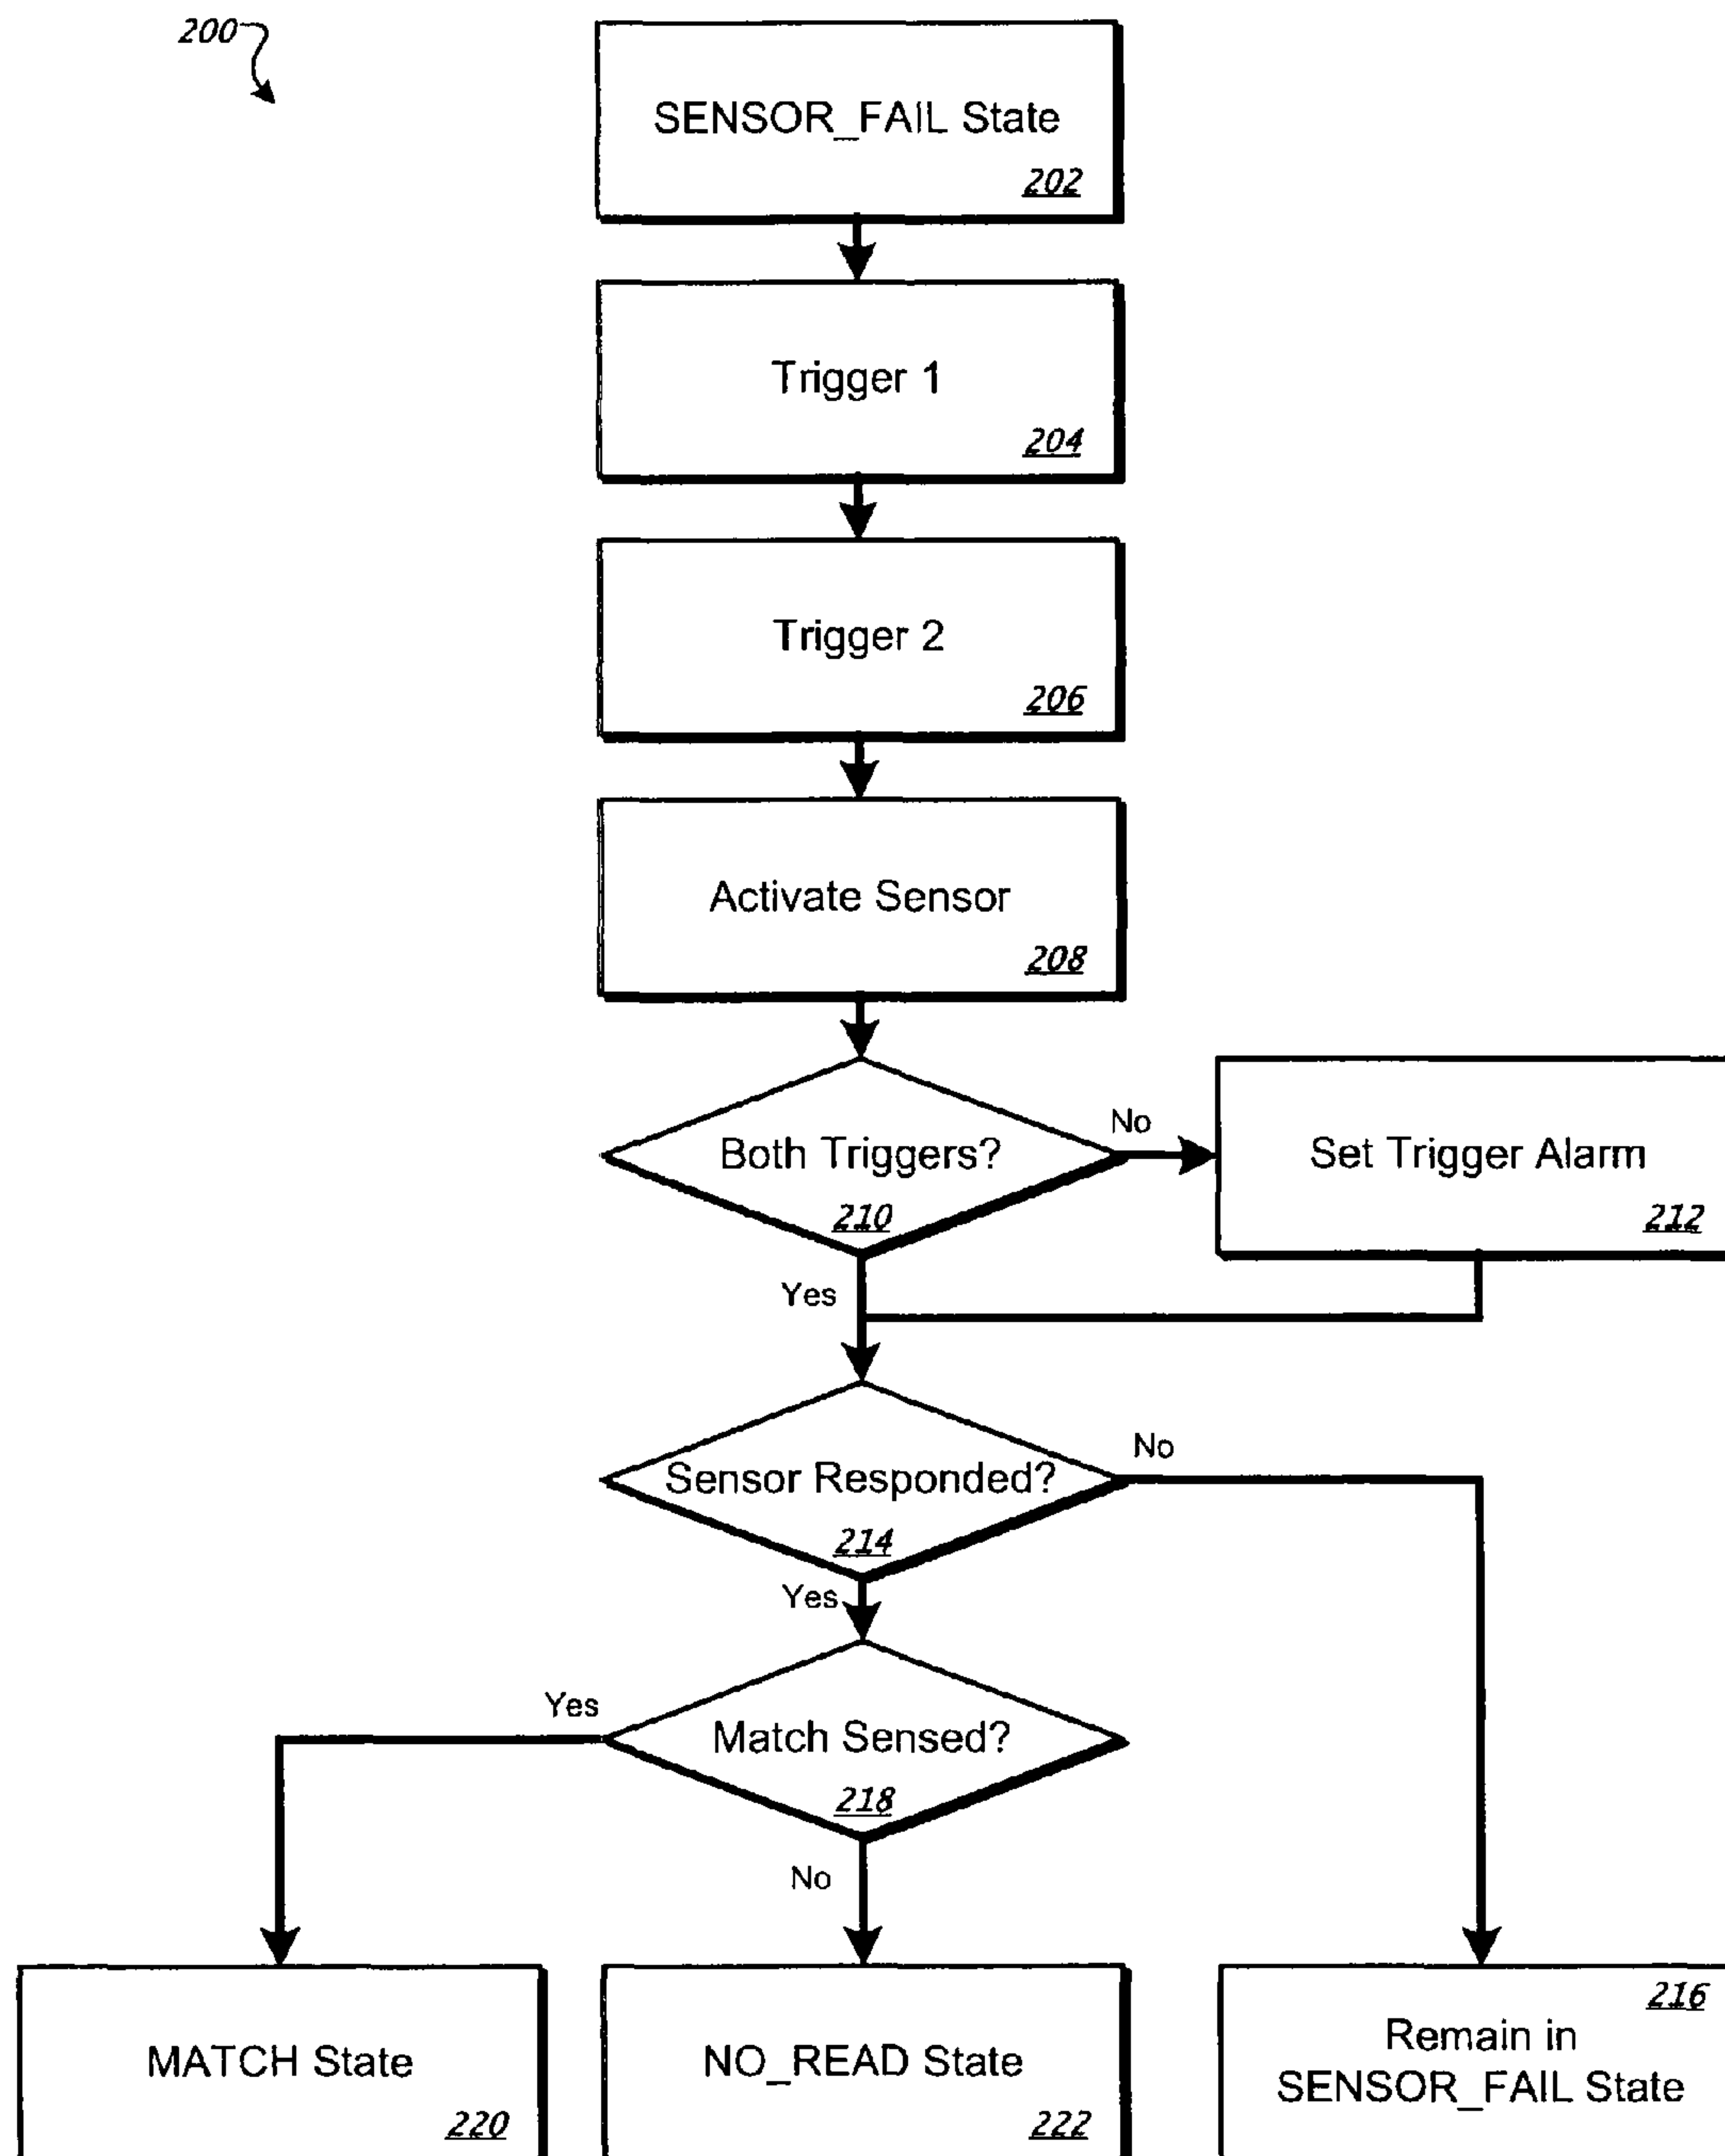 200
SENSOR_FAIL State
202
Trigger 1
204
Trigger 2
206
Activate Sensor
208
Both Triggers?
210
No
Set Trigger Alarm
212
Yes
Sensor Responded?
214
No
Yes
Match Sensed?
218
Yes
No
MATCH State
220
NO_READ State
222
216
Remain in
SENSOR_FAIL State